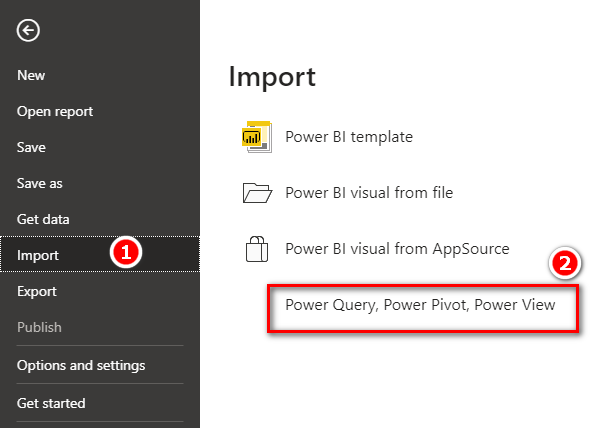 New
Open report
Save
Save as
Get data
Import
1
Export
Publish
Options and settings
Get started
Import
Power BI template
Power BI visual from file
Power BI visual from AppSource
2
Power Query, Power Pivot, Power View